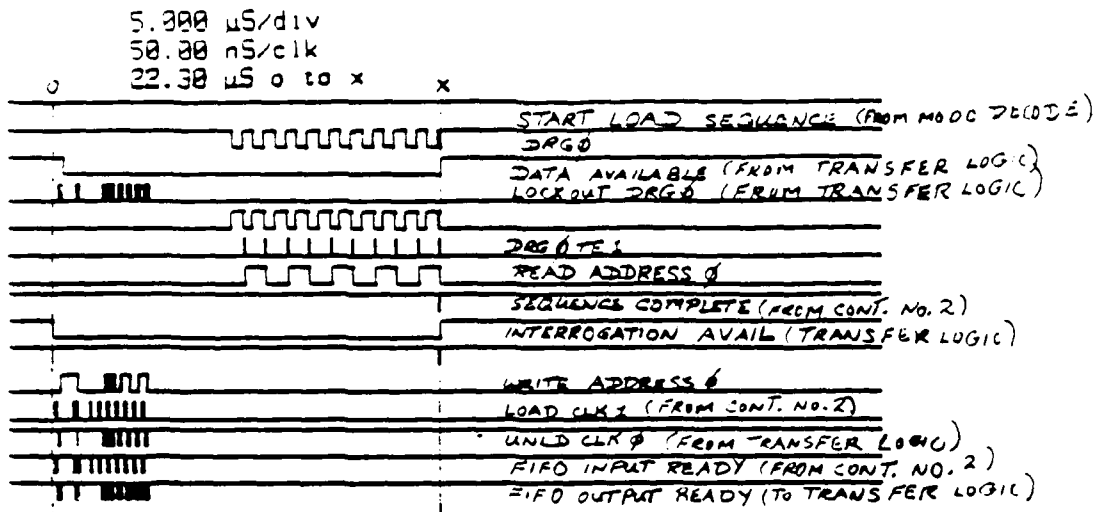 5.000 µS/div
50.00 nS/clk
22.30 µS o to x
o x
START LOAD SEQUENCE (FROM MODC DECODE)
DRGØ
DATA AVAILABLE (FROM TRANSFER LOGIC)
LOCKOUT DRGØ (FROM TRANSFER LOGIC)
DRGØTE1
READ ADDRESS Ø
SEQUENCE COMPLETE (FROM CONT. NO. 2)
INTERROGATION AVAIL (TRANSFER LOGIC)
WRITE ADDRESS Ø
LOAD CLK 1 (FROM CONT. NO. 2)
UNLD CLK Ø (FROM TRANSFER LOGIC)
FIFO INPUT READY (FROM CONT. NO. 2)
FIFO OUTPUT READY (TO TRANSFER LOGIC)